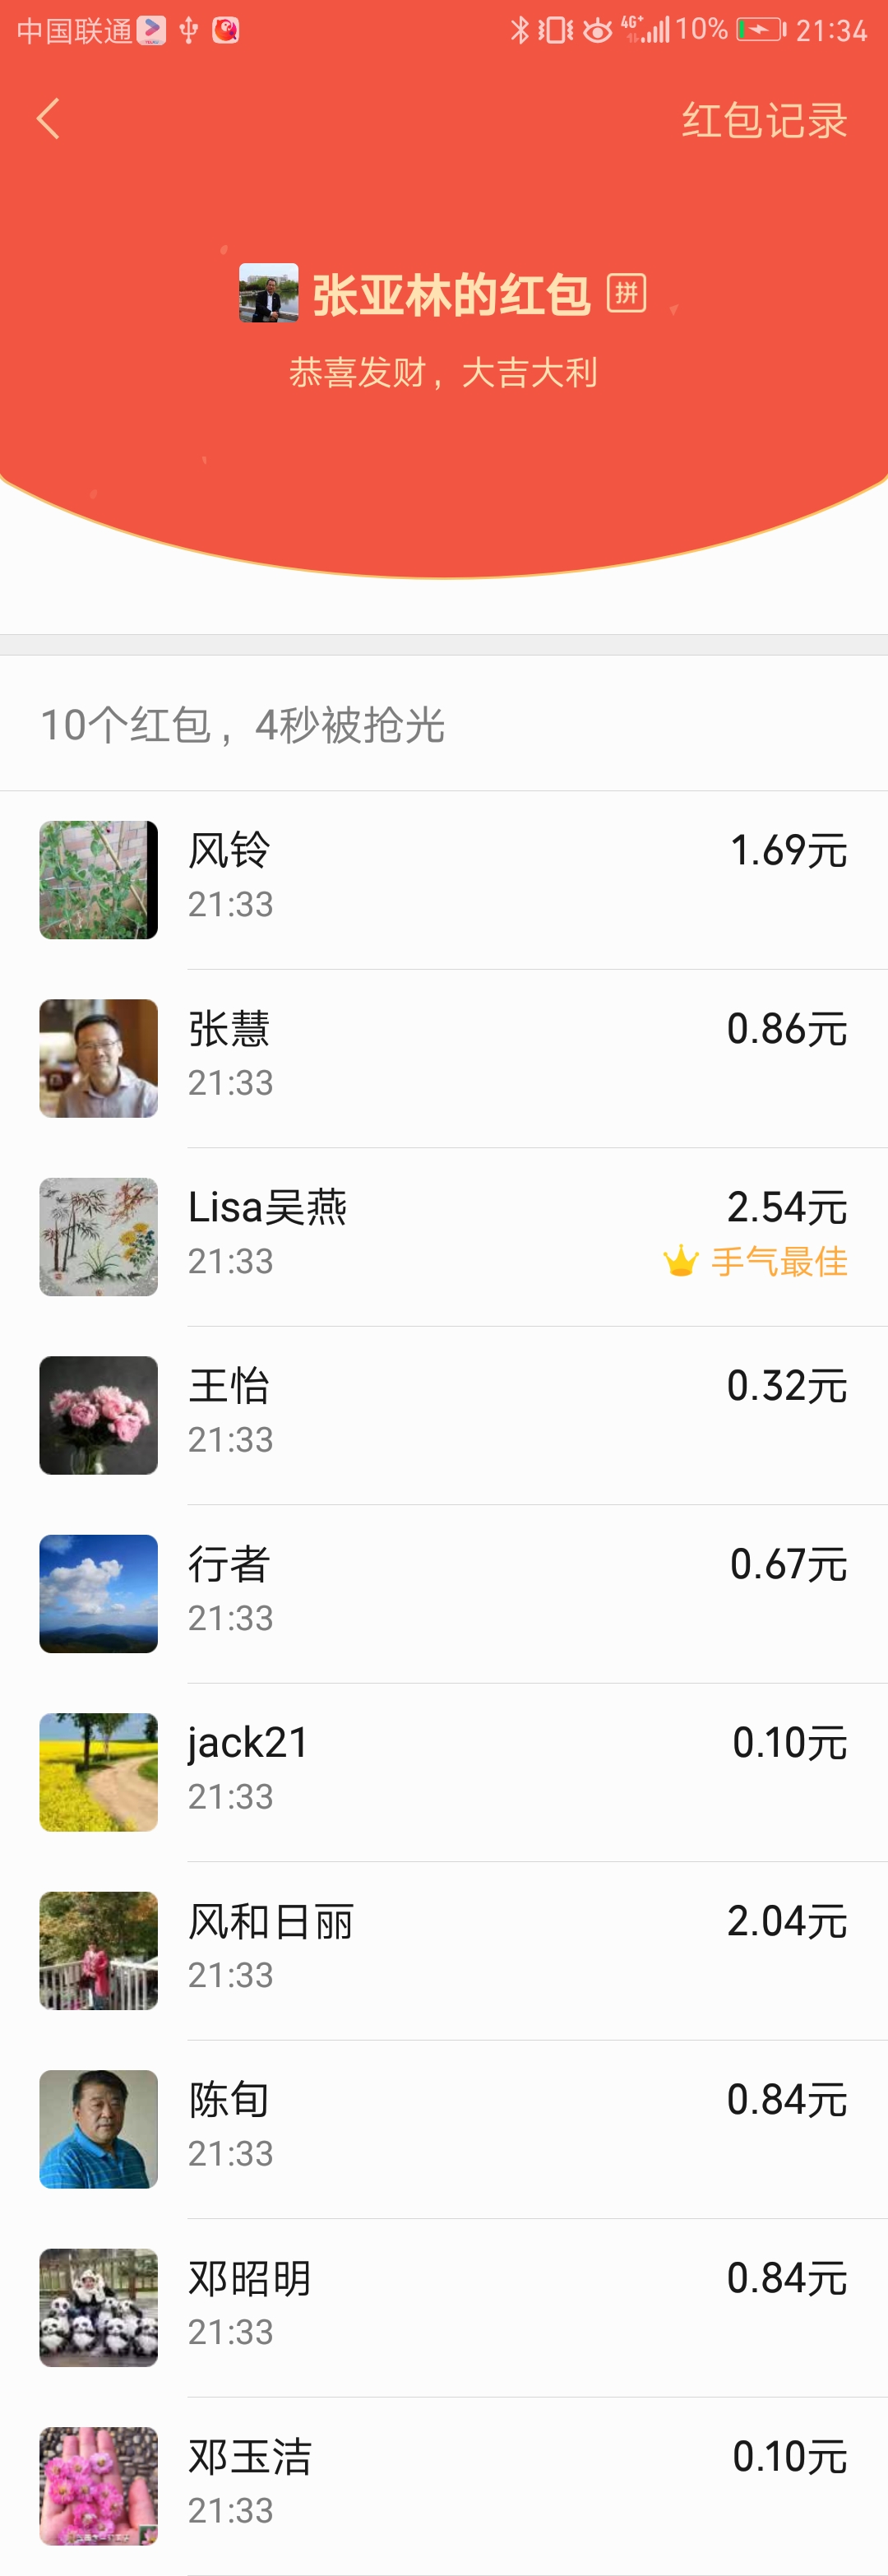 中国联通 4G+ 10% 21:34
红包记录
张亚林的红包 拼
恭喜发财，大吉大利
10个红包，4秒被抢光
风铃 1.69元
21:33
张慧 0.86元
21:33
Lisa吴燕 2.54元
21:33 手气最佳
王怡 0.32元
21:33
行者 0.67元
21:33
jack21 0.10元
21:33
风和日丽 2.04元
21:33
陈旬 0.84元
21:33
邓昭明 0.84元
21:33
邓玉洁 0.10元
21:33